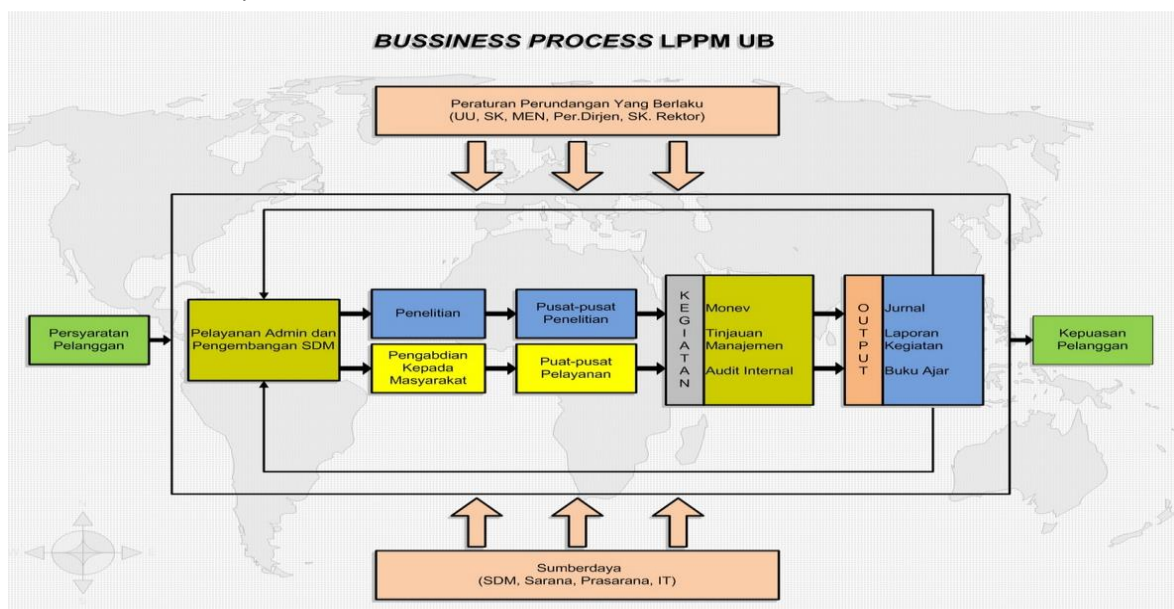 BUSSINESS PROCESS LPPM UB
Peraturan Perundangan Yang Berlaku
(UU, SK, MEN, Per.Dirjen, SK. Rektor)
Persyaratan
Pelanggan
Pelayanan Admin dan
Pengembangan SDM
Penelitian
Pusat-pusat
Penelitian
Pengabdian
Kepada
Masyarakat
Puat-pusat
Pelayanan
KEGIATAN
Monev
Tinjauan
Manajemen
Audit Internal
OUTPUT
Jurnal
Laporan
Kegiatan
Buku Ajar
Kepuasan
Pelanggan
Sumberdaya
(SDM, Sarana, Prasarana, IT)
N
W
E